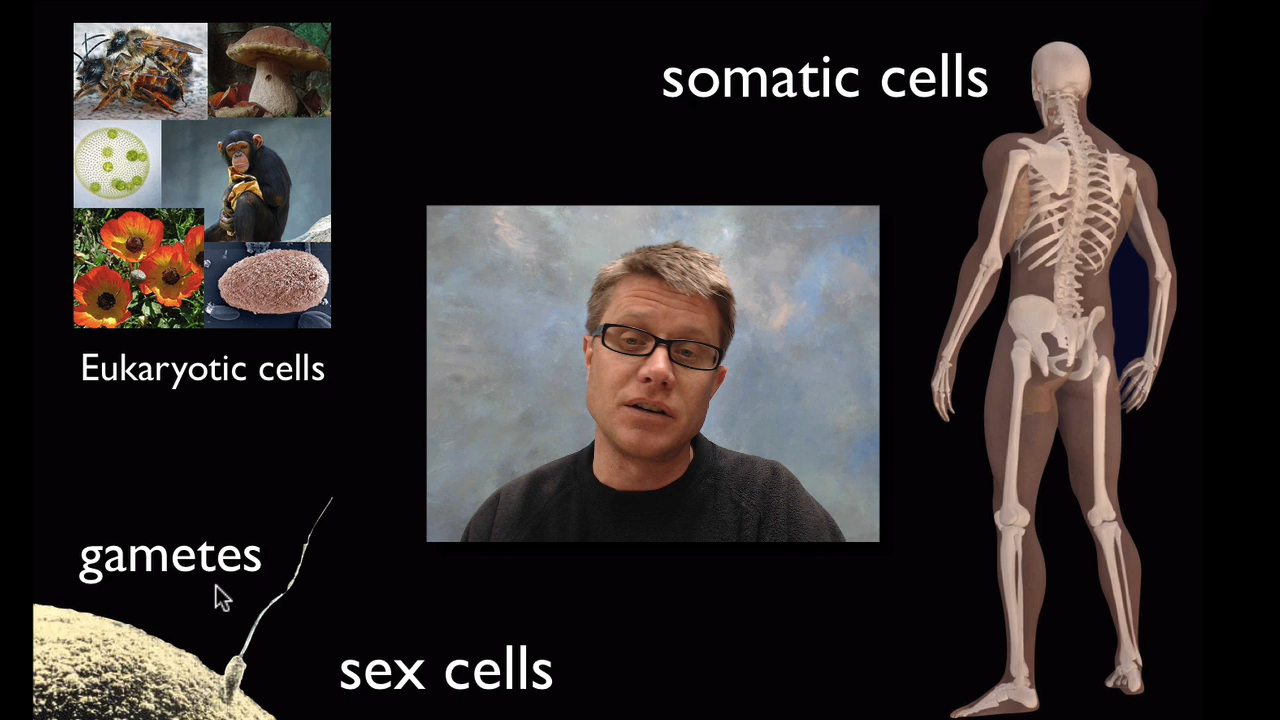 somatic cells
Eukaryotic cells
gametes
sex cells